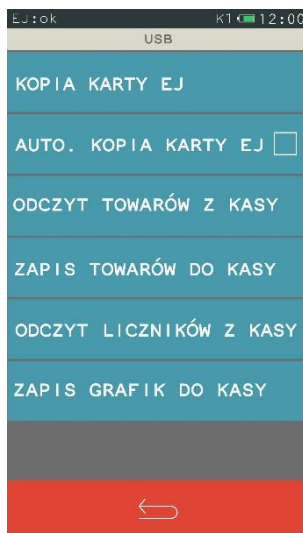 EJ:ok K1 12:00
USB
KOPIA KARTY EJ
AUTO. KOPIA KARTY EJ
ODCZYT TOWARÓW Z KASY
ZAPIS TOWARÓW DO KASY
ODCZYT LICZNIKÓW Z KASY
ZAPIS GRAFIK DO KASY